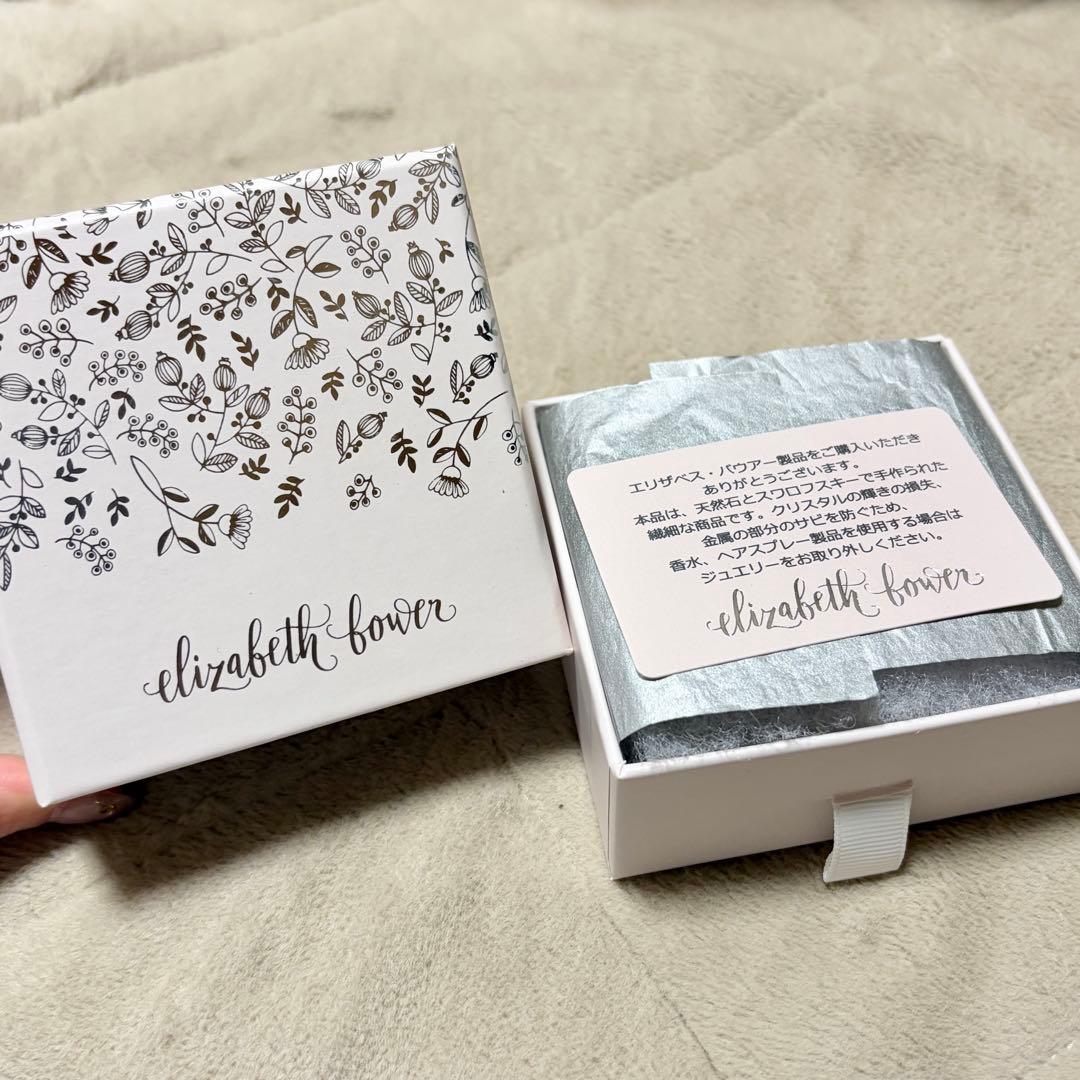 elizabeth bower
エリザベス・バウアー製品をご購入いただき
ありがとうございます。
本品は、天然石とスワロフスキーで手作られた
繊細な商品です。クリスタルの輝きの損失、
金属の部分のサビを防ぐため、
香水、ヘアスプレー製品を使用する場合は
ジュエリーをお取り外しください。
elizabeth bower